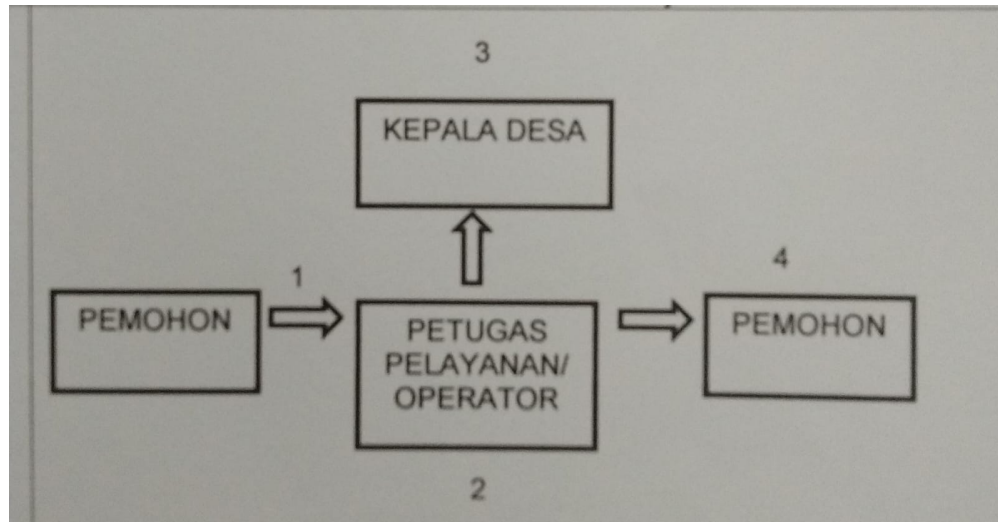 3
KEPALA DESA
1
4
PEMOHON
PETUGAS
PELAYANAN/
OPERATOR
PEMOHON
2